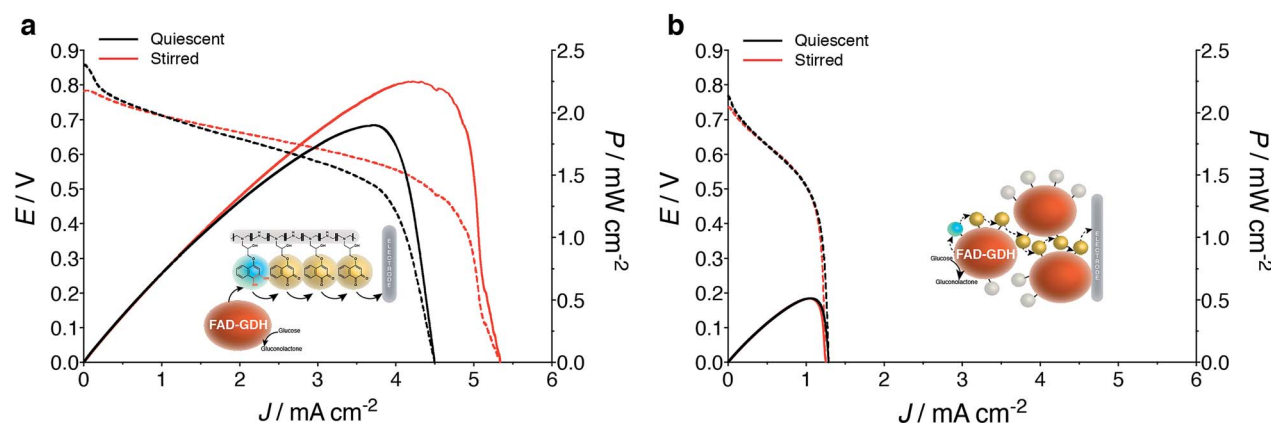 a
Quiescent
Stirred
0.9
0.8
0.7
0.6
0.5
0.4
0.3
0.2
0.1
0.0
E / V
2.5
2.0
1.5
1.0
0.5
0.0
P / mW cm-2
0 1 2 3 4 5 6
J / mA cm-2
ELECTRODE
FAD-GDH
Glucose
Gluconolactone
b
Quiescent
Stirred
0.9
0.8
0.7
0.6
0.5
0.4
0.3
0.2
0.1
0.0
E / V
2.5
2.0
1.5
1.0
0.5
0.0
P / mW cm-2
0 1 2 3 4 5 6
J / mA cm-2
FAD-GDH
Glucose
Gluconolactone
ELECTRODE